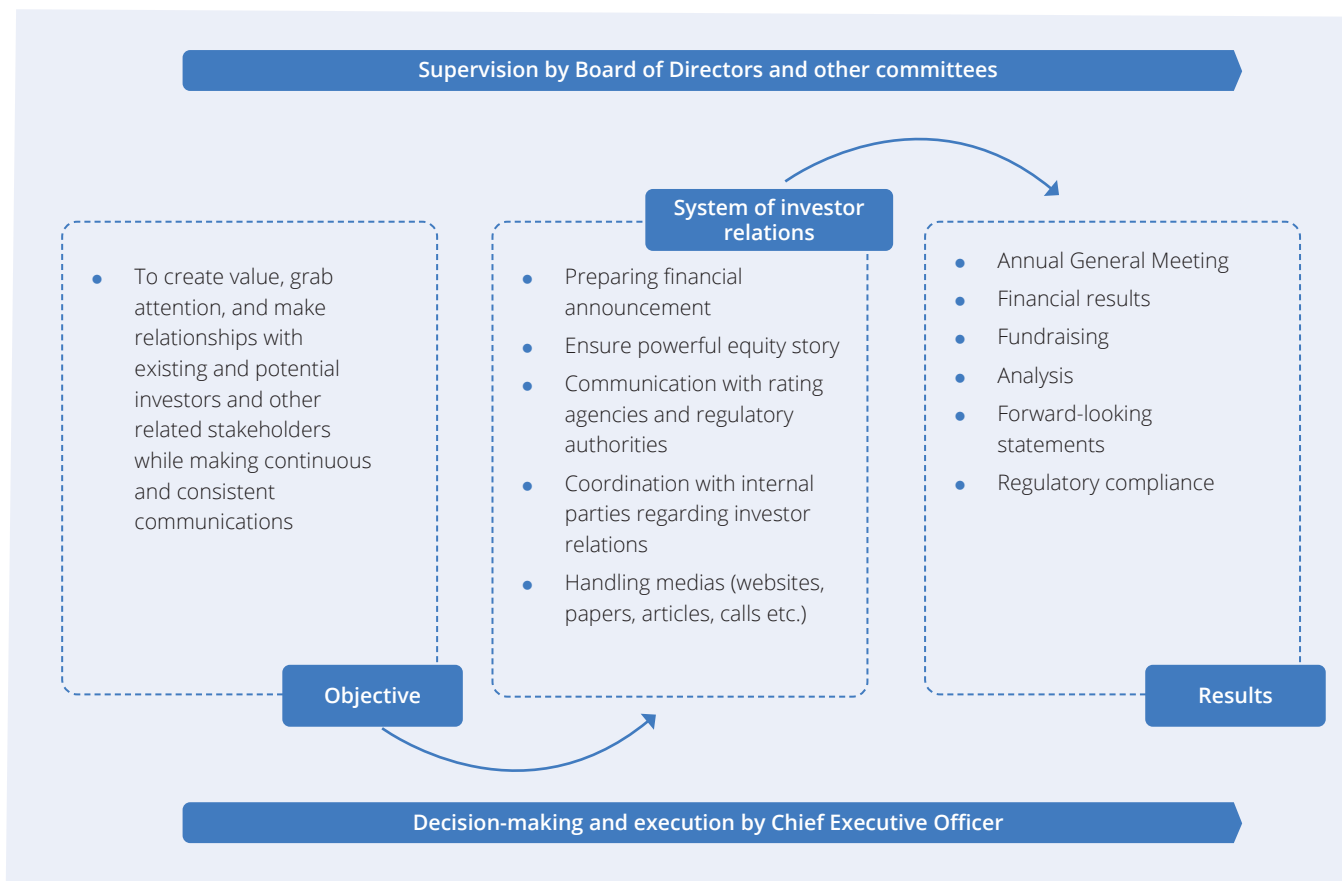 Supervision by Board of Directors and other committees
To create value, grab
attention, and make
relationships with
existing and potential
investors and other
related stakeholders
while making continuous
and consistent
communications
Objective
System of investor
relations
Preparing financial
announcement
Ensure powerful equity story
Communication with rating
agencies and regulatory
authorities
Coordination with internal
parties regarding investor
relations
Handling medias (websites,
papers, articles, calls etc.)
Annual General Meeting
Financial results
Fundraising
Analysis
Forward-looking
statements
Regulatory compliance
Results
Decision-making and execution by Chief Executive Officer